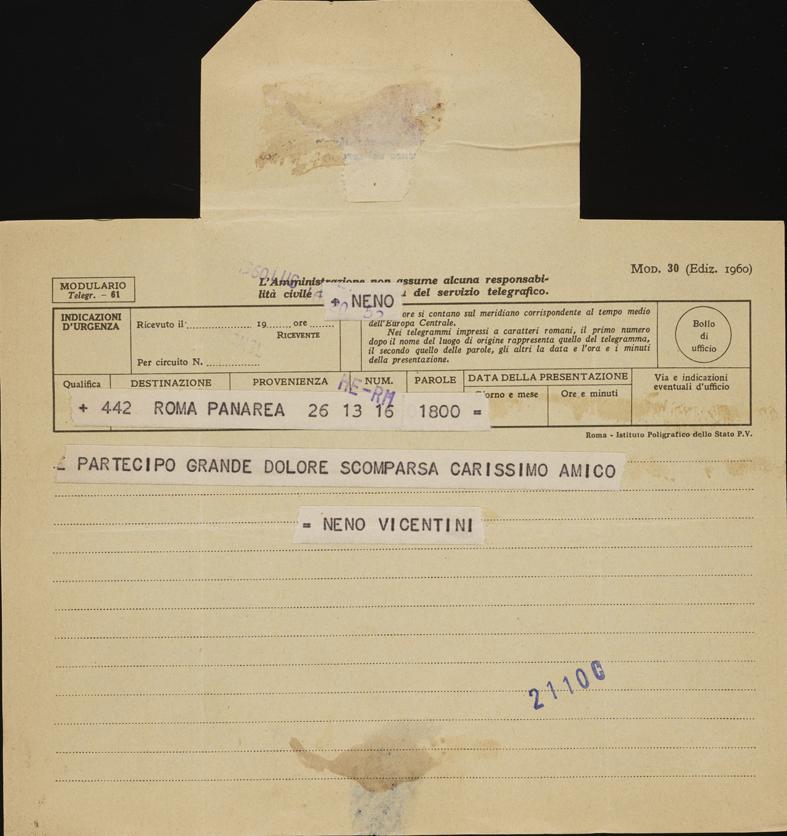 MOD. 30 (Ediz. 1960)
MODULARIO
Telegr. - 61
L'Amministrazione non assume alcuna responsabi-
lità civile del servizio telegrafico.
+ NENO
INDICAZIONI
D'URGENZA
Ricevuto il 19 ore
RICEVENTE
Per circuito N.
ore si contano sul meridiano corrispondente al tempo medio
dell'Europa Centrale.
Nei telegrammi impressi a caratteri romani, il primo numero
dopo il nome del luogo di origine rappresenta quello del telegramma,
il secondo quello delle parole, gli altri la data e l'ora e i minuti
della presentazione.
Bollo
di
ufficio
Qualifica DESTINAZIONE PROVENIENZA NUM. PAROLE DATA DELLA PRESENTAZIONE Via e indicazioni
eventuali d'ufficio
Giorno e mese Ore e minuti
ME-RM
+ 442 ROMA PANAREA 26 13 16 1800 =
Roma - Istituto Poligrafico dello Stato P.V.
PARTECIPO GRANDE DOLORE SCOMPARSA CARISSIMO AMICO
= NENO VICENTINI